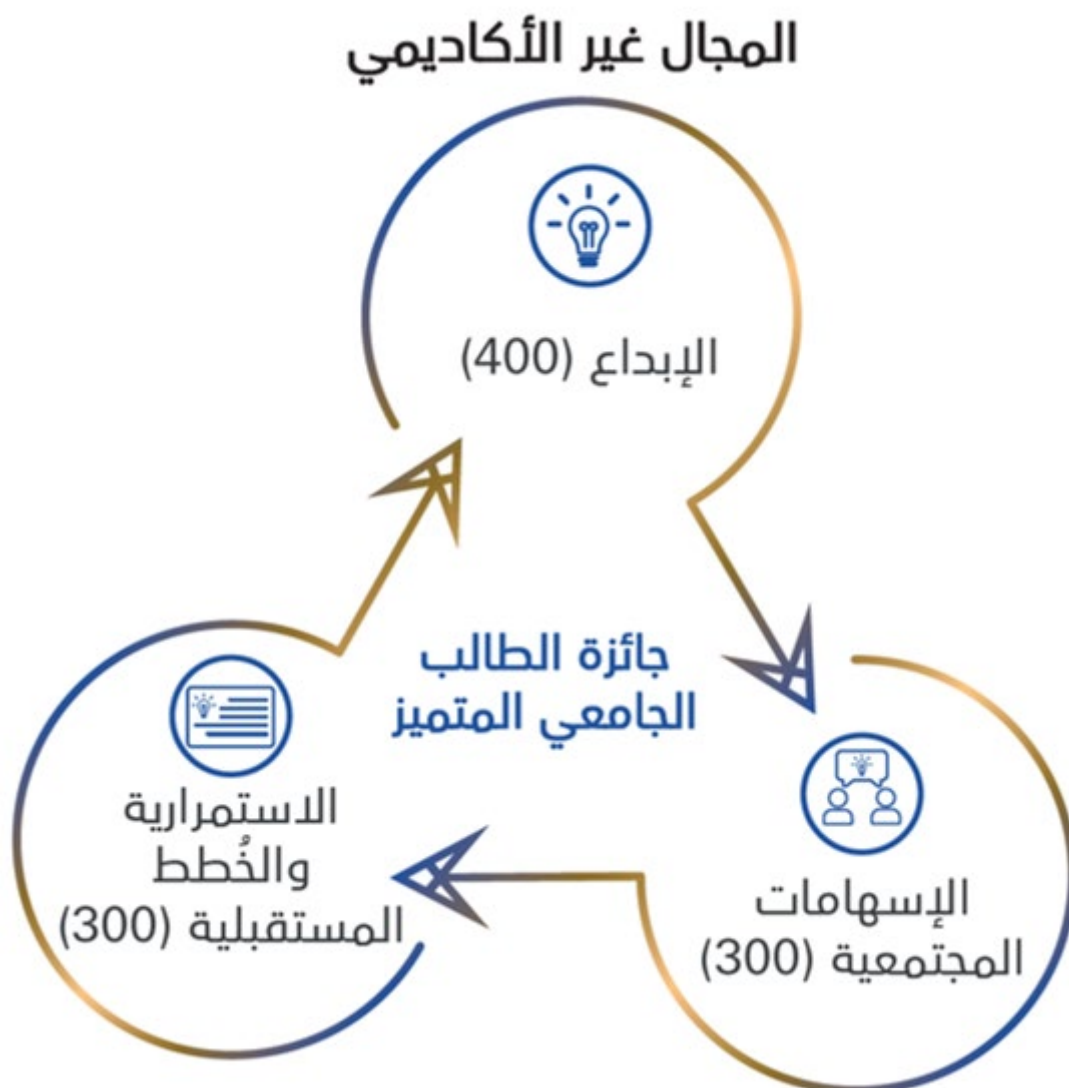 المجال غير الأكاديمي
الإبداع (400)
جائزة الطالب
الجامعي المتميز
الإسهامات
المجتمعية (300)
الاستمرارية
والخُطط
المستقبلية (300)